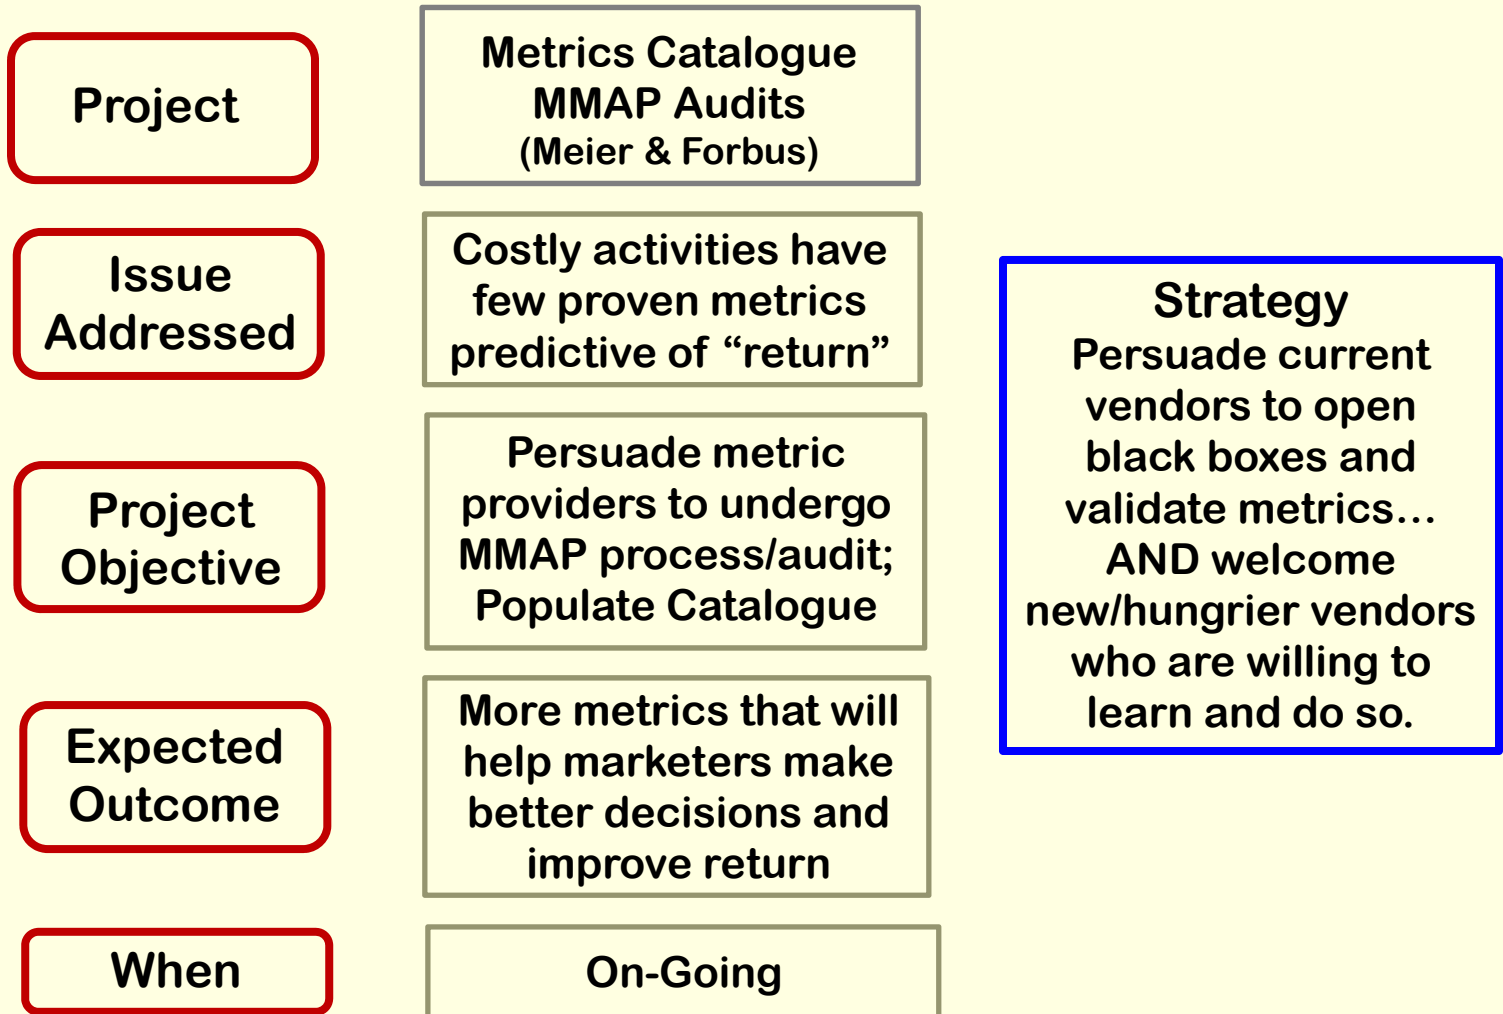 Project
Metrics Catalogue
MMAP Audits
(Meier & Forbus)
Issue
Addressed
Costly activities have
few proven metrics
predictive of “return”
Project
Objective
Persuade metric
providers to undergo
MMAP process/audit;
Populate Catalogue
Expected
Outcome
More metrics that will
help marketers make
better decisions and
improve return
When
On-Going
Strategy
Persuade current
vendors to open
black boxes and
validate metrics…
AND welcome
new/hungrier vendors
who are willing to
learn and do so.